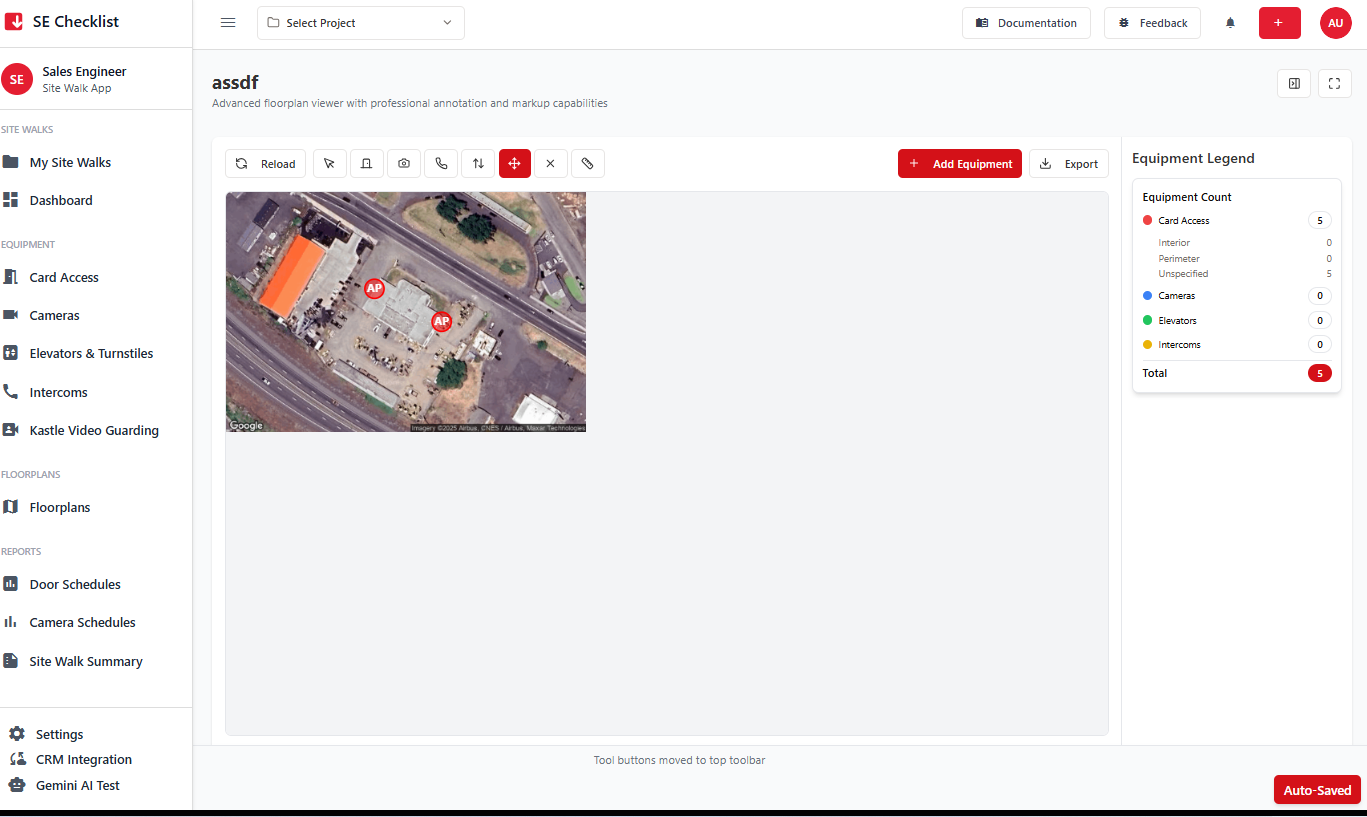 SE Checklist
Select Project
Documentation
Feedback
AU
SE
Sales Engineer
Site Walk App
assdf
Advanced floorplan viewer with professional annotation and markup capabilities
SITE WALKS
My Site Walks
Dashboard
EQUIPMENT
Card Access
Cameras
Elevators & Turnstiles
Intercoms
Kastle Video Guarding
FLOORPLANS
Floorplans
REPORTS
Door Schedules
Camera Schedules
Site Walk Summary
Settings
CRM Integration
Gemini AI Test
Reload
Add Equipment
Export
AP
AP
Google
Imagery ©2025 Airbus, CNES / Airbus, Maxar Technologies
Equipment Legend
Equipment Count
Card Access 5
Interior 0
Perimeter 0
Unspecified 5
Cameras 0
Elevators 0
Intercoms 0
Total 5
Tool buttons moved to top toolbar
Auto-Saved